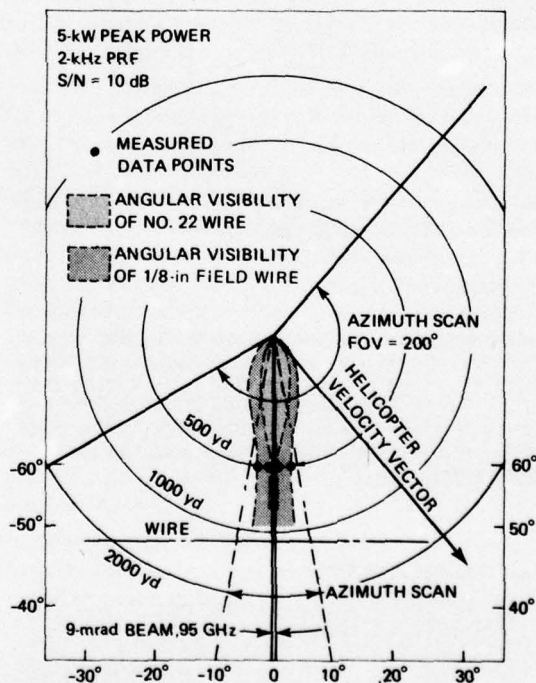 5-kW PEAK POWER
2-kHz PRF
S/N = 10 dB
MEASURED
DATA POINTS
ANGULAR VISIBILITY
OF NO. 22 WIRE
ANGULAR VISIBILITY
OF 1/8-in FIELD WIRE
AZIMUTH SCAN
FOV = 200°
HELICOPTER
VELOCITY VECTOR
500 yd
-60°
60°
1000 yd
-50°
50°
WIRE
2000 yd
AZIMUTH SCAN
-40°
40°
9-mrad BEAM, 95 GHz
-30°
-20°
-10°
0
10°
20°
30°